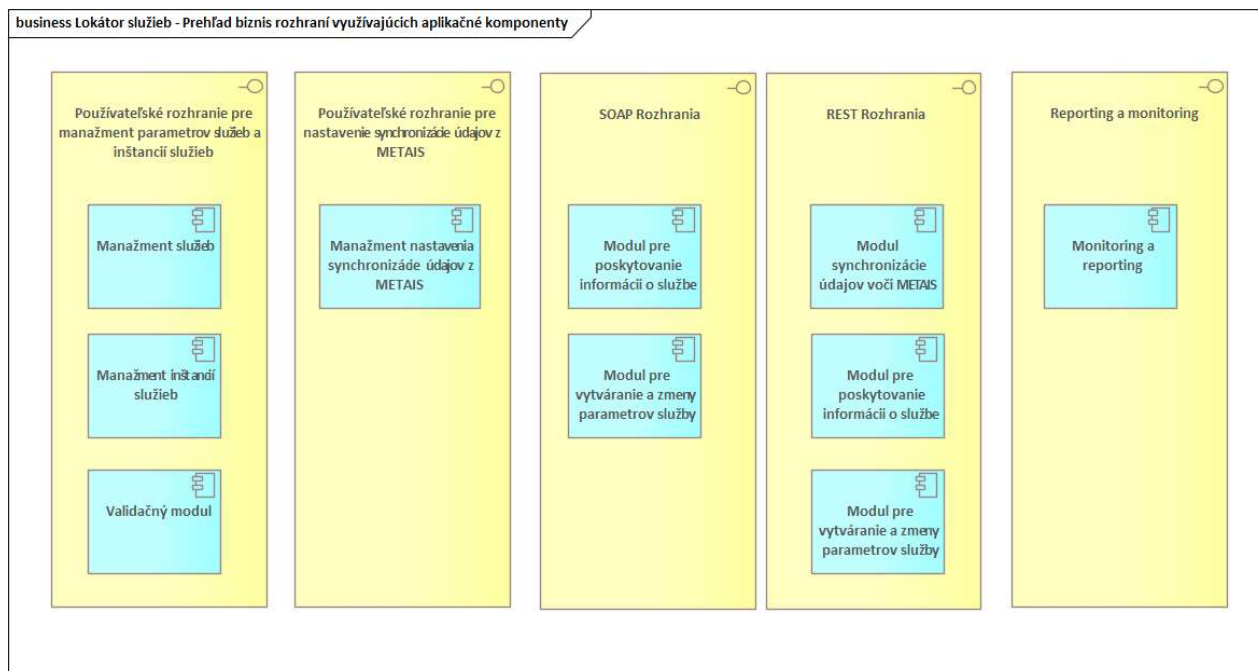 business Lokátor služieb - Prehľad biznis rozhraní využívajúcich aplikačné komponenty
Používateľské rozhranie pre
manažment parametrov služieb a
inštancií služieb
Manažment služieb
Manažment inštancií
služieb
Validačný modul
Používateľské rozhranie pre
nastavenie synchronizácie údajov z
METAIS
Manažment nastavenia
synchronizácie údajov z
METAIS
SOAP Rozhrania
Modul pre
poskytovanie
informácii o službe
Modul pre
vytváranie a zmeny
parametrov služby
REST Rozhrania
Modul
synchronizácie
údajov voči METAIS
Modul pre
poskytovanie
informácii o službe
Modul pre
vytváranie a zmeny
parametrov služby
Reporting a monitoring
Monitoring a
reporting